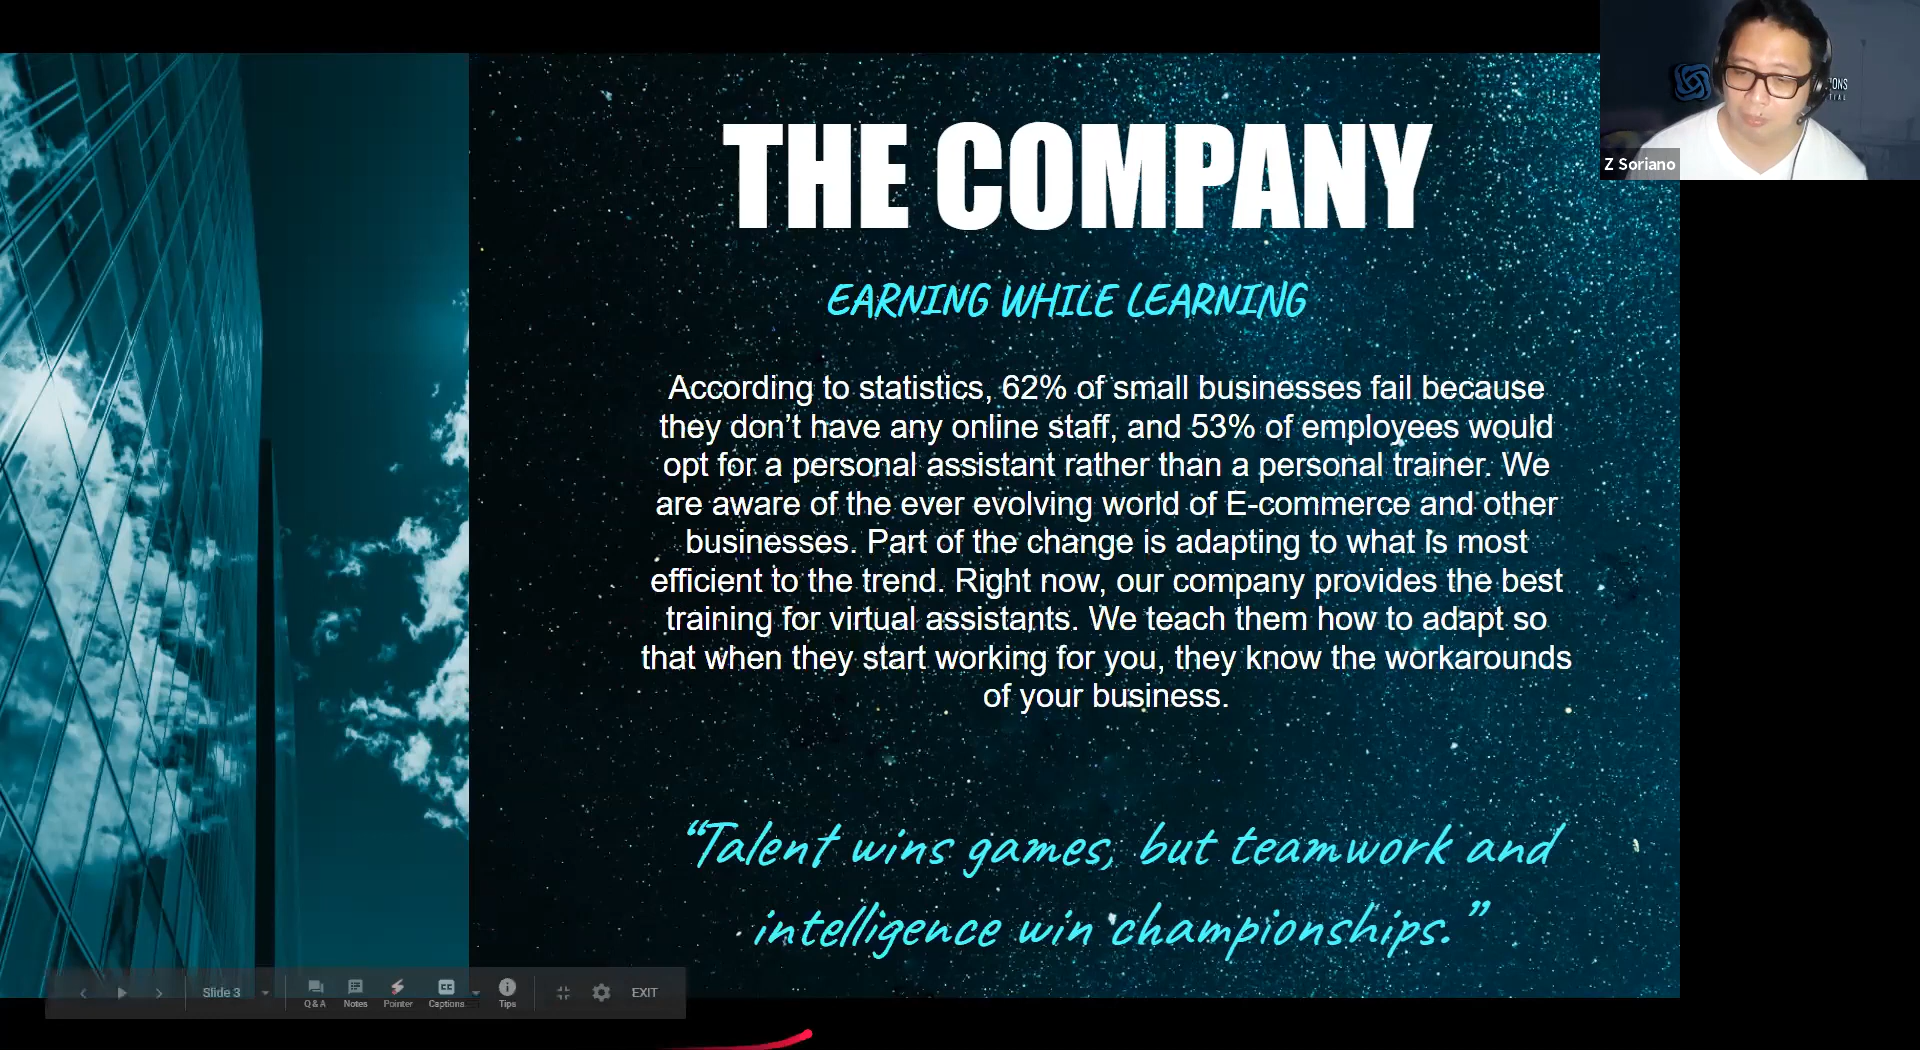 THE COMPANY
EARNING WHILE LEARNING
According to statistics, 62% of small businesses fail because
they don’t have any online staff, and 53% of employees would
opt for a personal assistant rather than a personal trainer. We
are aware of the ever evolving world of E-commerce and other
businesses. Part of the change is adapting to what is most
efficient to the trend. Right now, our company provides the best
training for virtual assistants. We teach them how to adapt so
that when they start working for you, they know the workarounds
of your business.
“Talent wins games, but teamwork and
intelligence win championships.”
Z Soriano
Slide 3
Q&A
Notes
Pointer
CC
Captions
Tips
EXIT